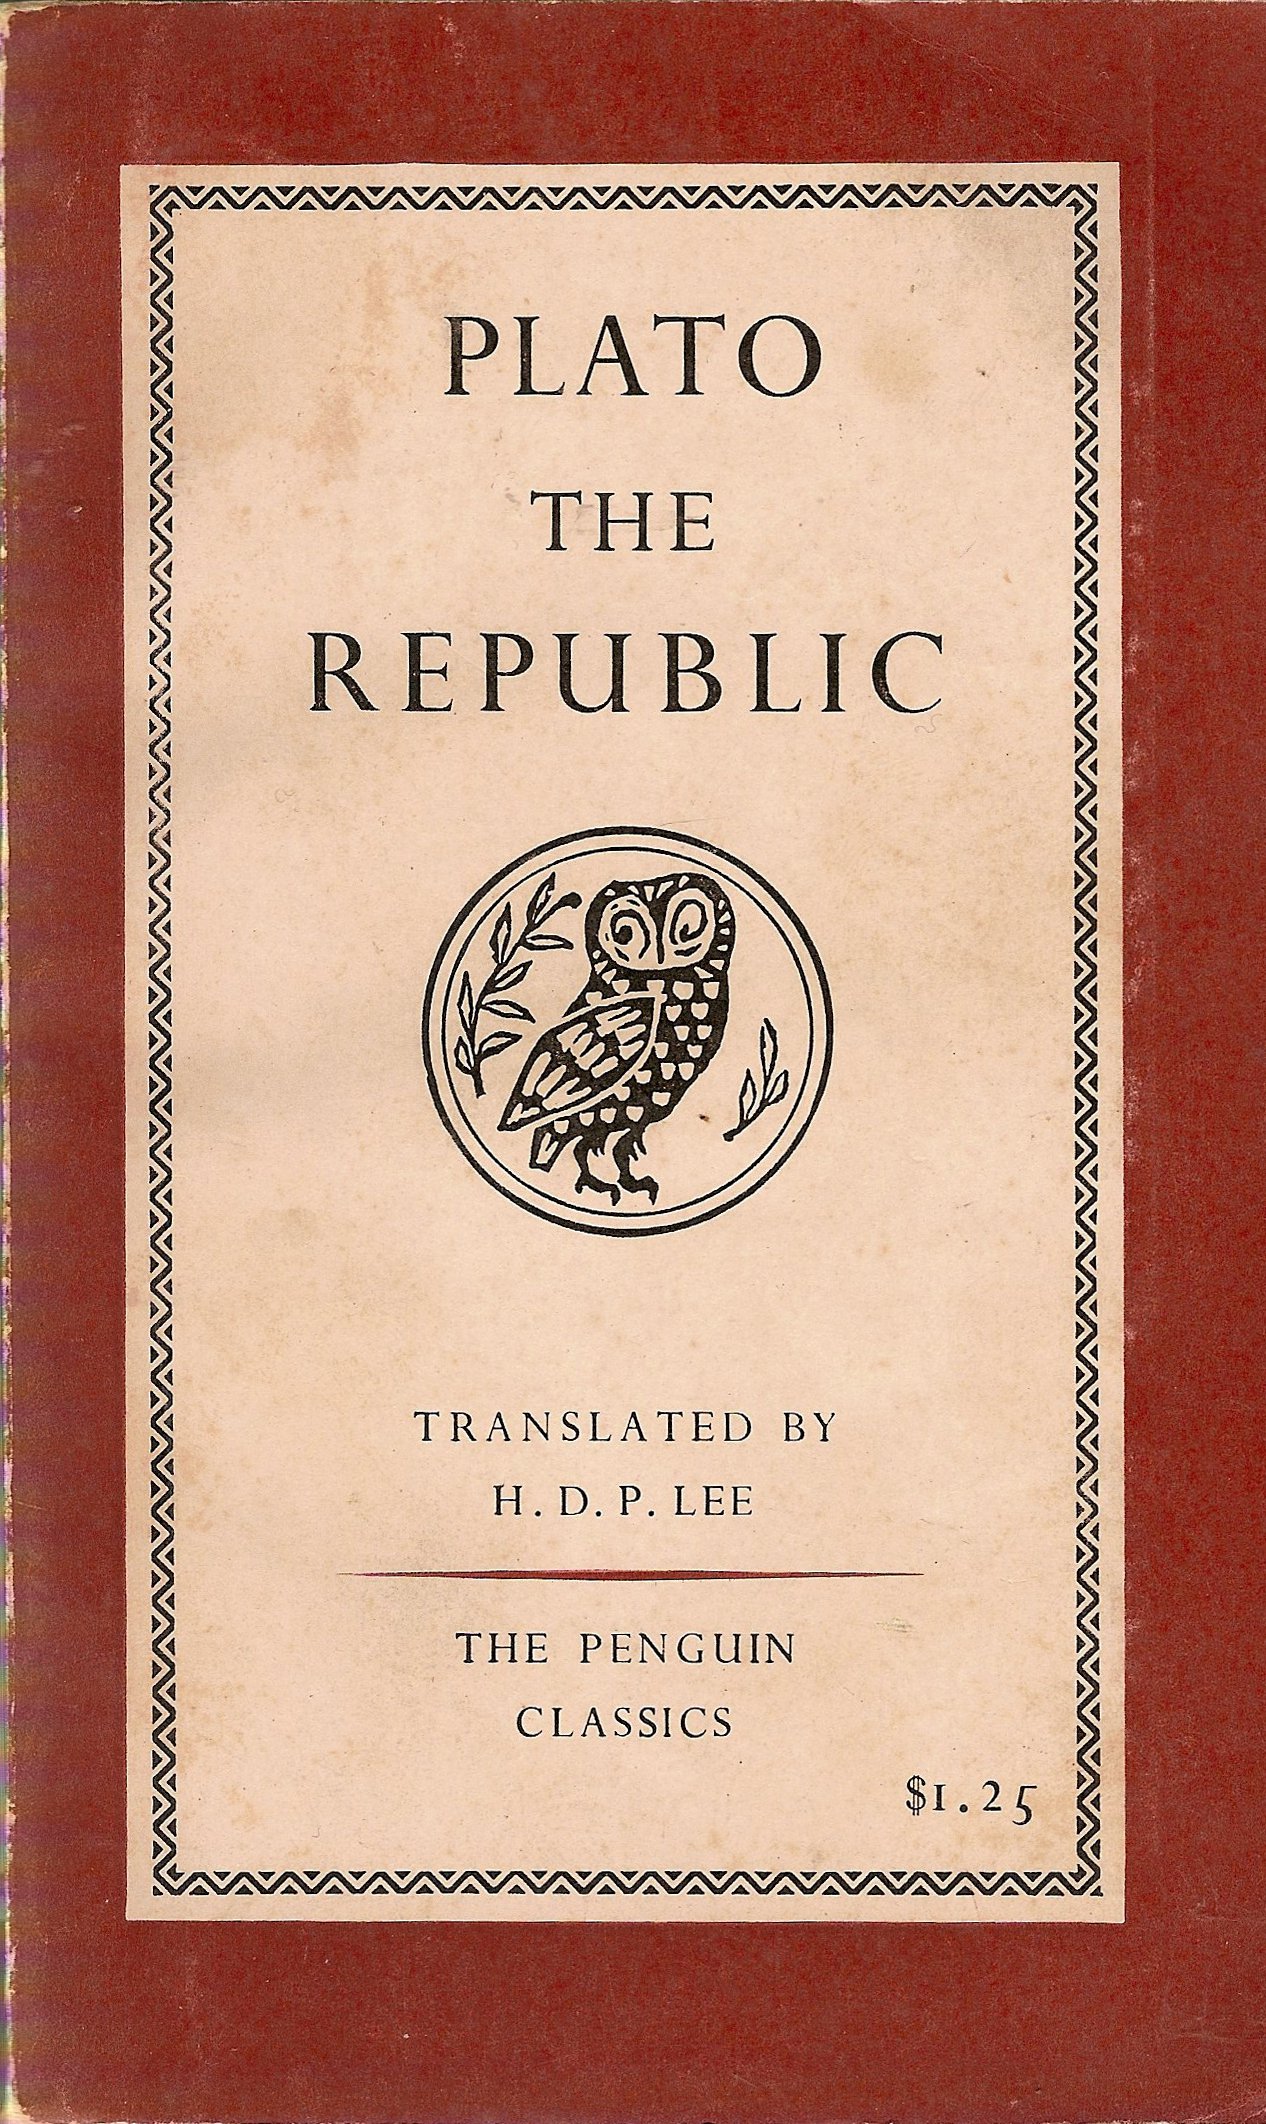 PLATO
THE
REPUBLIC
TRANSLATED BY
H. D. P. LEE
THE PENGUIN
CLASSICS
$1.25